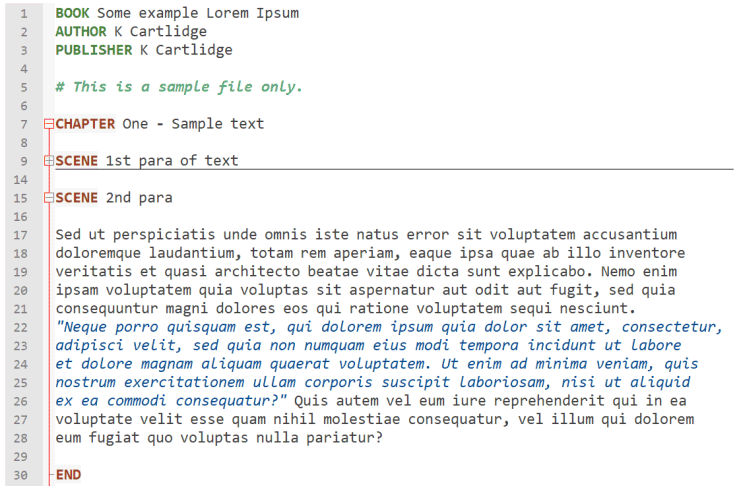 1 BOOK Some example Lorem Ipsum
2 AUTHOR K Cartlidge
3 PUBLISHER K Cartlidge
4
5 # This is a sample file only.
6
7 CHAPTER One - Sample text
8
9 SCENE 1st para of text
14
15 SCENE 2nd para
16
17 Sed ut perspiciatis unde omnis iste natus error sit voluptatem accusantium
18 doloremque laudantium, totam rem aperiam, eaque ipsa quae ab illo inventore
19 veritatis et quasi architecto beatae vitae dicta sunt explicabo. Nemo enim
20 ipsam voluptatem quia voluptas sit aspernatur aut odit aut fugit, sed quia
21 consequuntur magni dolores eos qui ratione voluptatem sequi nesciunt.
22 "Neque porro quisquam est, qui dolorem ipsum quia dolor sit amet, consectetur,
23 adipisci velit, sed quia non numquam eius modi tempora incidunt ut labore
24 et dolore magnam aliquam quaerat voluptatem. Ut enim ad minima veniam, quis
25 nostrum exercitationem ullam corporis suscipit laboriosam, nisi ut aliquid
26 ex ea commodi consequatur?" Quis autem vel eum iure reprehenderit qui in ea
27 voluptate velit esse quam nihil molestiae consequatur, vel illum qui dolorem
28 eum fugiat quo voluptas nulla pariatur?
29
30 END